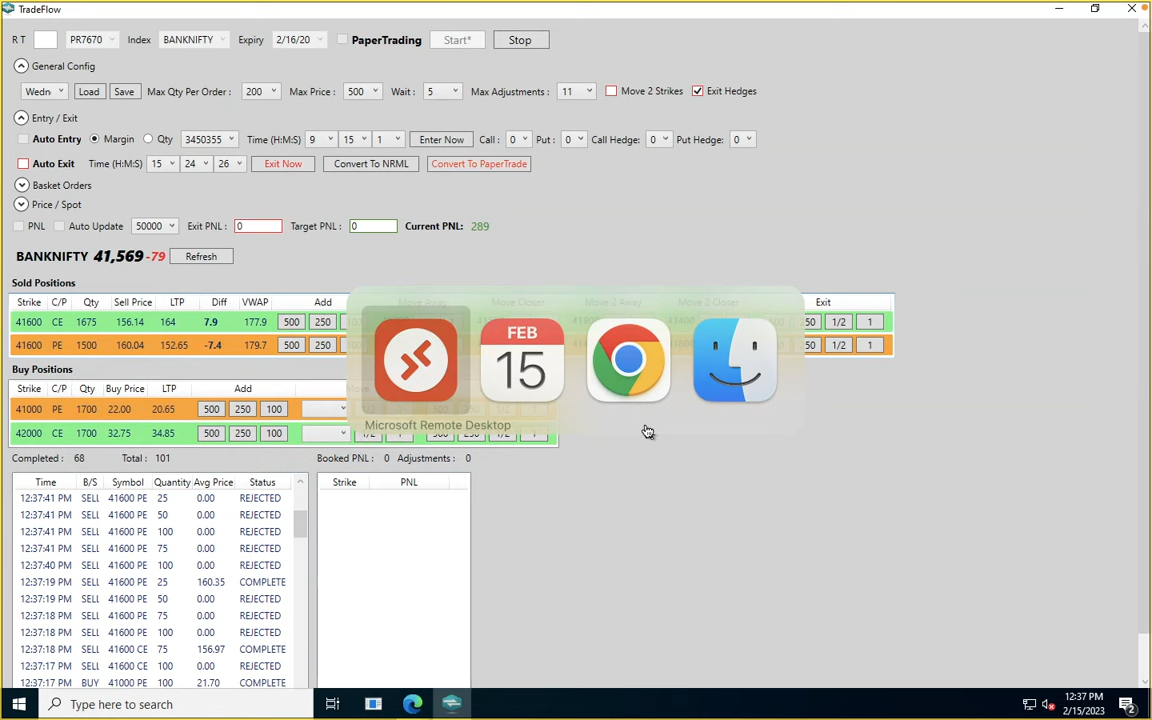 TradeFlow
R T PR7670 Index BANKNIFTY Expiry 2/16/20 PaperTrading Start* Stop
General Config
Wedn Load Save Max Qty Per Order : 200 Max Price : 500 Wait : 5 Max Adjustments : 11 Move 2 Strikes Exit Hedges
Entry / Exit
Auto Entry Margin Qty 3450355 Time (H:M:S) 9 15 1 Enter Now Call : 0 Put : 0 Call Hedge: 0 Put Hedge: 0
Auto Exit Time (H:M:S) 15 24 26 Exit Now Convert To NRML Convert To PaperTrade
Basket Orders
Price / Spot
PNL Auto Update 50000 Exit PNL : 0 Target PNL : 0 Current PNL: 289
BANKNIFTY 41,569 -79 Refresh
Sold Positions
Strike C/P Qty Sell Price LTP Diff VWAP Add Move Away Move Closer Move 2 Away Move 2 Closer Exit
41600 CE 1675 156.14 164 7.9 177.9 500 250 1/2 1
41600 PE 1500 160.04 152.65 -7.4 179.7 500 250 1/2 1
Buy Positions
Strike C/P Qty Buy Price LTP Add
41000 PE 1700 22.00 20.65 500 250 100
42000 CE 1700 32.75 34.85 500 250 100
FEB
15
Microsoft Remote Desktop
Completed : 68 Total : 101 Booked PNL : 0 Adjustments : 0
Time B/S Symbol Quantity Avg Price Status Strike PNL
12:37:41 PM SELL 41600 PE 25 0.00 REJECTED
12:37:41 PM SELL 41600 PE 50 0.00 REJECTED
12:37:41 PM SELL 41600 PE 100 0.00 REJECTED
12:37:41 PM SELL 41600 PE 75 0.00 REJECTED
12:37:40 PM SELL 41600 PE 100 0.00 REJECTED
12:37:19 PM SELL 41600 PE 25 160.35 COMPLETE
12:37:19 PM SELL 41600 PE 50 0.00 REJECTED
12:37:18 PM SELL 41600 PE 75 0.00 REJECTED
12:37:18 PM SELL 41600 PE 100 0.00 REJECTED
12:37:18 PM SELL 41600 CE 75 156.97 COMPLETE
12:37:17 PM SELL 41600 CE 100 0.00 REJECTED
12:37:17 PM BUY 41000 PE 100 21.70 COMPLETE
Type here to search
12:37 PM
2/15/2023
2